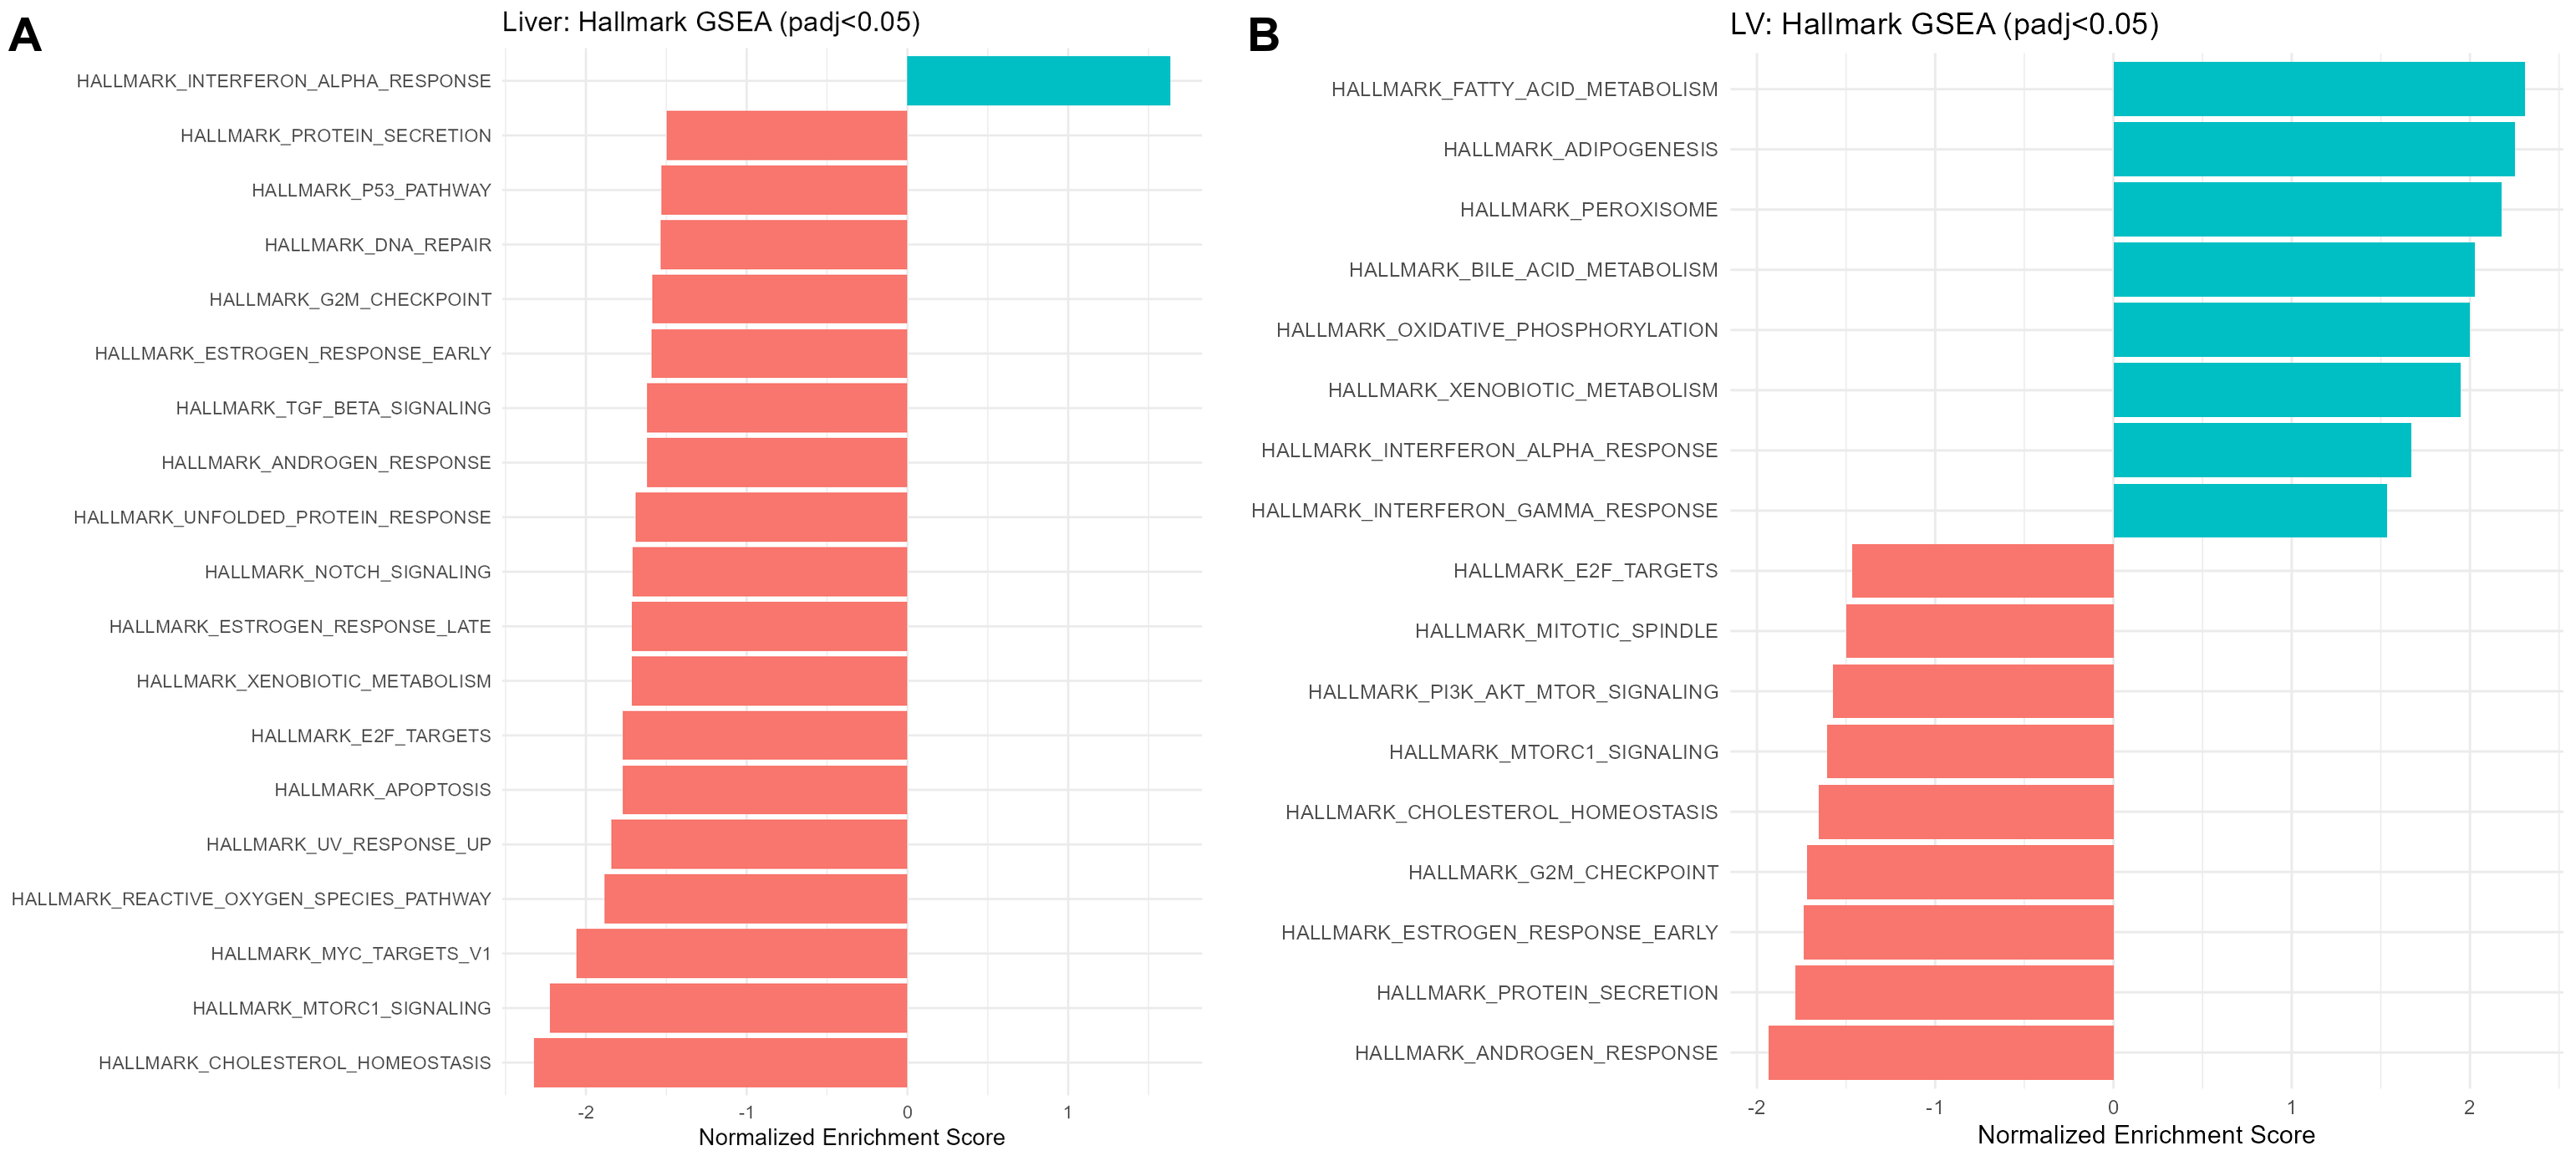 A
Liver: Hallmark GSEA (padj<0.05)
HALLMARK_INTERFERON_ALPHA_RESPONSE
HALLMARK_PROTEIN_SECRETION
HALLMARK_P53_PATHWAY
HALLMARK_DNA_REPAIR
HALLMARK_G2M_CHECKPOINT
HALLMARK_ESTROGEN_RESPONSE_EARLY
HALLMARK_TGF_BETA_SIGNALING
HALLMARK_ANDROGEN_RESPONSE
HALLMARK_UNFOLDED_PROTEIN_RESPONSE
HALLMARK_NOTCH_SIGNALING
HALLMARK_ESTROGEN_RESPONSE_LATE
HALLMARK_XENOBIOTIC_METABOLISM
HALLMARK_E2F_TARGETS
HALLMARK_APOPTOSIS
HALLMARK_UV_RESPONSE_UP
HALLMARK_REACTIVE_OXYGEN_SPECIES_PATHWAY
HALLMARK_MYC_TARGETS_V1
HALLMARK_MTORC1_SIGNALING
HALLMARK_CHOLESTEROL_HOMEOSTASIS
-2 -1 0 1
Normalized Enrichment Score
B
LV: Hallmark GSEA (padj<0.05)
HALLMARK_FATTY_ACID_METABOLISM
HALLMARK_ADIPOGENESIS
HALLMARK_PEROXISOME
HALLMARK_BILE_ACID_METABOLISM
HALLMARK_OXIDATIVE_PHOSPHORYLATION
HALLMARK_XENOBIOTIC_METABOLISM
HALLMARK_INTERFERON_ALPHA_RESPONSE
HALLMARK_INTERFERON_GAMMA_RESPONSE
HALLMARK_E2F_TARGETS
HALLMARK_MITOTIC_SPINDLE
HALLMARK_PI3K_AKT_MTOR_SIGNALING
HALLMARK_MTORC1_SIGNALING
HALLMARK_CHOLESTEROL_HOMEOSTASIS
HALLMARK_G2M_CHECKPOINT
HALLMARK_ESTROGEN_RESPONSE_EARLY
HALLMARK_PROTEIN_SECRETION
HALLMARK_ANDROGEN_RESPONSE
-2 -1 0 1 2
Normalized Enrichment Score